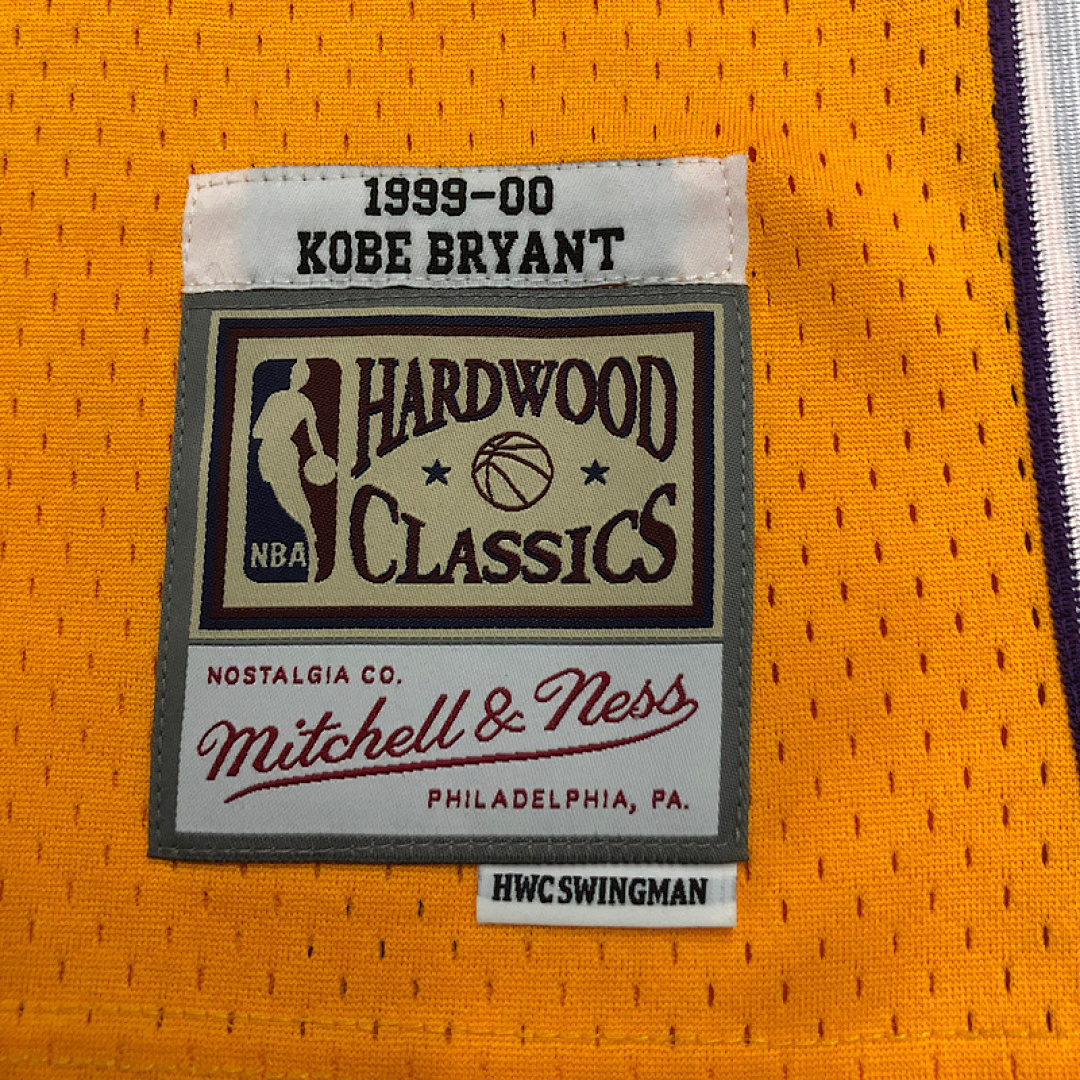 1999-00
KOBE BRYANT
HARDWOOD
CLASSICS
NBA
NOSTALGIA CO.
Mitchell & Ness
PHILADELPHIA, PA.
HWC SWINGMAN